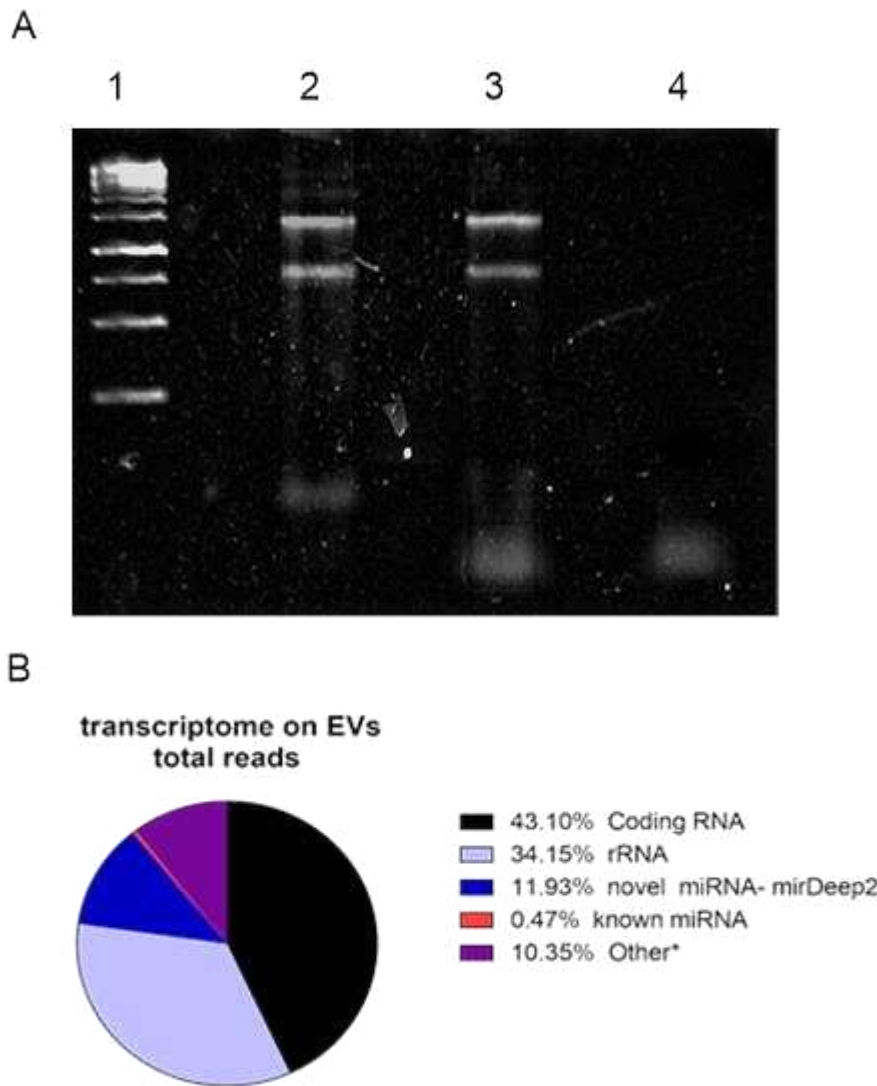 A
1 2 3 4
B
transcriptome on EVs
total reads
43.10% Coding RNA
34.15% rRNA
11.93% novel miRNA- mirDeep2
0.47% known miRNA
10.35% Other*